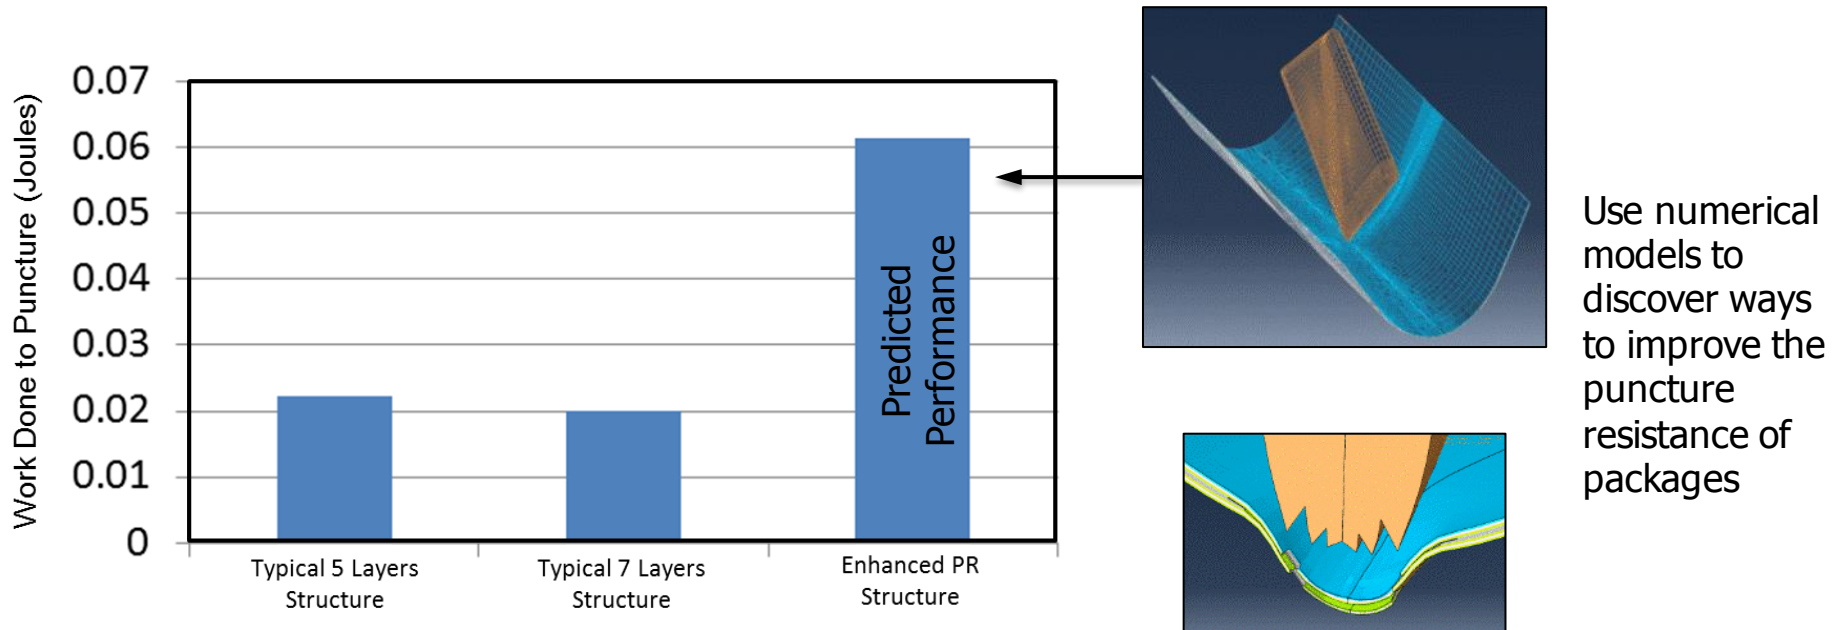 Work Done to Puncture (Joules)
0.07
0.06
0.05
0.04
0.03
0.02
0.01
0
Predicted
Performance
Typical 5 Layers
Structure
Typical 7 Layers
Structure
Enhanced PR
Structure
Use numerical
models to
discover ways
to improve the
puncture
resistance of
packages